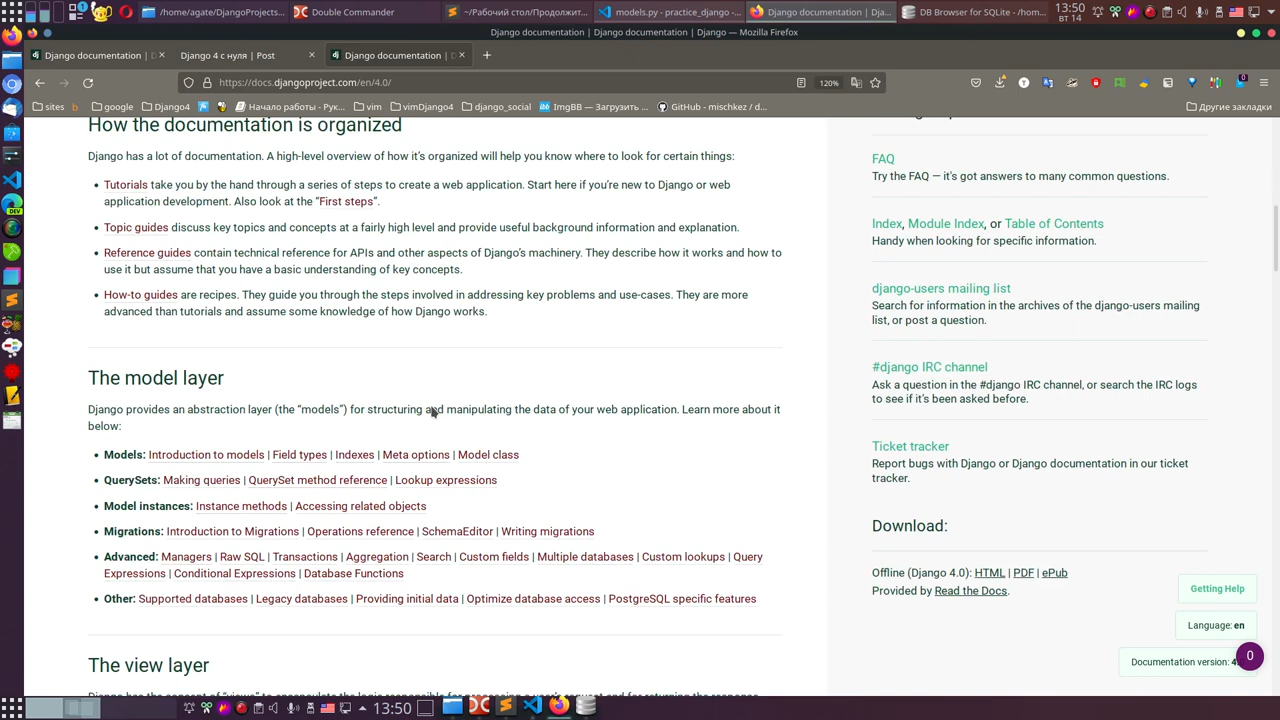 /home/agate/DjangoProjects...
Double Commander
~/Рабочий стол/Продолжит...
models.py - practice_django -...
Django documentation | Dja...
DB Browser for SQLite - /hom...
13:50
ВТ 14
Django documentation | Django documentation | Django — Mozilla Firefox
Django documentation | D
Django 4 с нуля | Post
Django documentation | D
https://docs.djangoproject.com/en/4.0/
120%
sites
google
Django4
Начало работы - Рук...
vim
vimDjango4
django_social
ImgBB — Загрузить ...
GitHub - mischkez / d...
Другие закладки
How the documentation is organized
Django has a lot of documentation. A high-level overview of how it's organized will help you know where to look for certain things:
• Tutorials take you by the hand through a series of steps to create a web application. Start here if you're new to Django or web
application development. Also look at the “First steps”.
• Topic guides discuss key topics and concepts at a fairly high level and provide useful background information and explanation.
• Reference guides contain technical reference for APIs and other aspects of Django's machinery. They describe how it works and how to
use it but assume that you have a basic understanding of key concepts.
• How-to guides are recipes. They guide you through the steps involved in addressing key problems and use-cases. They are more
advanced than tutorials and assume some knowledge of how Django works.
The model layer
Django provides an abstraction layer (the “models”) for structuring and manipulating the data of your web application. Learn more about it
below:
• Models: Introduction to models | Field types | Indexes | Meta options | Model class
• QuerySets: Making queries | QuerySet method reference | Lookup expressions
• Model instances: Instance methods | Accessing related objects
• Migrations: Introduction to Migrations | Operations reference | SchemaEditor | Writing migrations
• Advanced: Managers | Raw SQL | Transactions | Aggregation | Search | Custom fields | Multiple databases | Custom lookups | Query
Expressions | Conditional Expressions | Database Functions
• Other: Supported databases | Legacy databases | Providing initial data | Optimize database access | PostgreSQL specific features
The view layer
FAQ
Try the FAQ — it's got answers to many common questions.
Index, Module Index, or Table of Contents
Handy when looking for specific information.
django-users mailing list
Search for information in the archives of the django-users mailing
list, or post a question.
#django IRC channel
Ask a question in the #django IRC channel, or search the IRC logs
to see if it's been asked before.
Ticket tracker
Report bugs with Django or Django documentation in our ticket
tracker.
Download:
Offline (Django 4.0): HTML | PDF | ePub
Provided by Read the Docs.
Getting Help
Language: en
Documentation version: 4
0
DEV
13:50